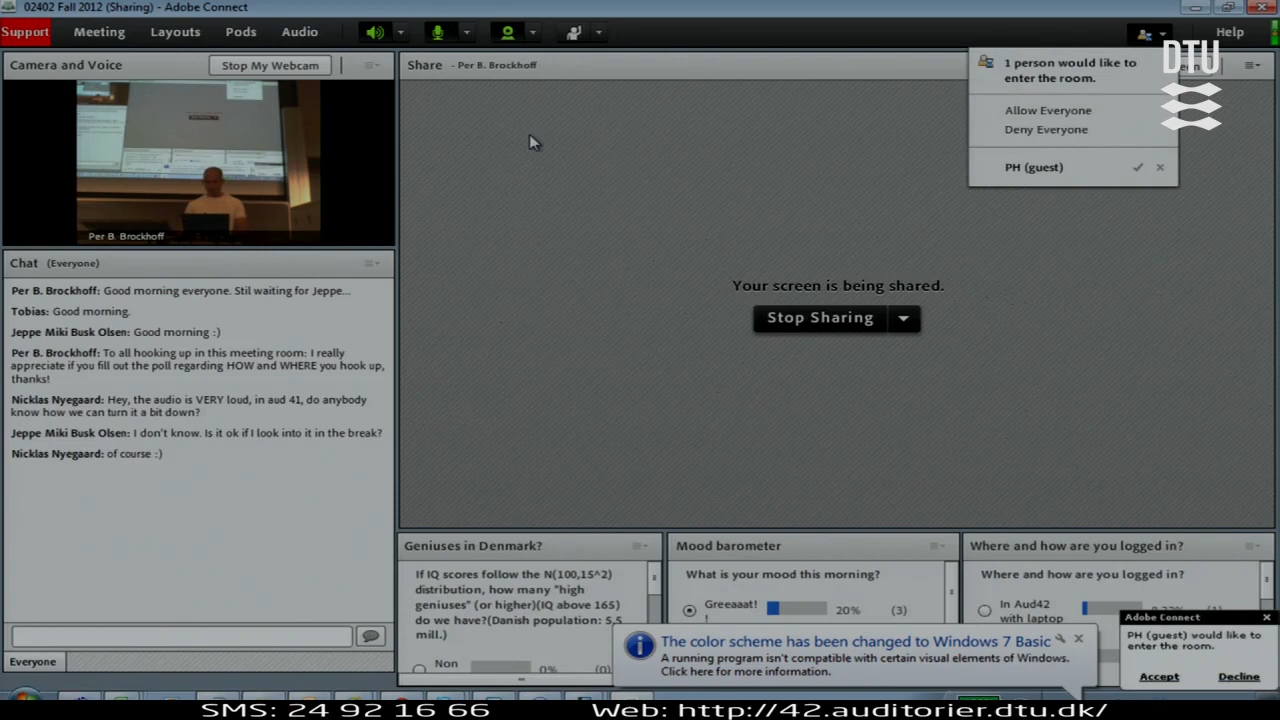 02402 Fall 2012 (Sharing) - Adobe Connect
Support Meeting Layouts Pods Audio Help
Camera and Voice Stop My Webcam
Per B. Brockhoff
Chat (Everyone)
Per B. Brockhoff: Good morning everyone. Stil waiting for Jeppe...
Tobias: Good morning.
Jeppe Miki Busk Olsen: Good morning :)
Per B. Brockhoff: To all hooking up in this meeting room: I really
appreciate if you fill out the poll regarding HOW and WHERE you hook up,
thanks!
Nicklas Nyegaard: Hey, the audio is VERY loud, in aud 41, do anybody
know how we can turn it a bit down?
Jeppe Miki Busk Olsen: I don't know. Is it ok if I look into it in the break?
Nicklas Nyegaard: of course :)
Everyone
Share - Per B. Brockhoff
1 person would like to
enter the room.
Allow Everyone
Deny Everyone
PH (guest)
DTU
Your screen is being shared.
Stop Sharing
Geniuses in Denmark?
If IQ scores follow the N(100,15^2)
distribution, how many "high
geniuses" (or higher)(IQ above 165)
do we have?(Danish population: 5,5
mill.)
Non 0% (0)
Mood barometer
What is your mood this morning?
Greeaaat!
! 20% (3)
Where and how are you logged in?
Where and how are you logged in?
In Aud42
with laptop
The color scheme has been changed to Windows 7 Basic
A running program isn't compatible with certain visual elements of Windows.
Click here for more information.
Adobe Connect
PH (guest) would like to
enter the room.
Accept Decline
SMS: 24 92 16 66 Web: http://42.auditorier.dtu.dk/